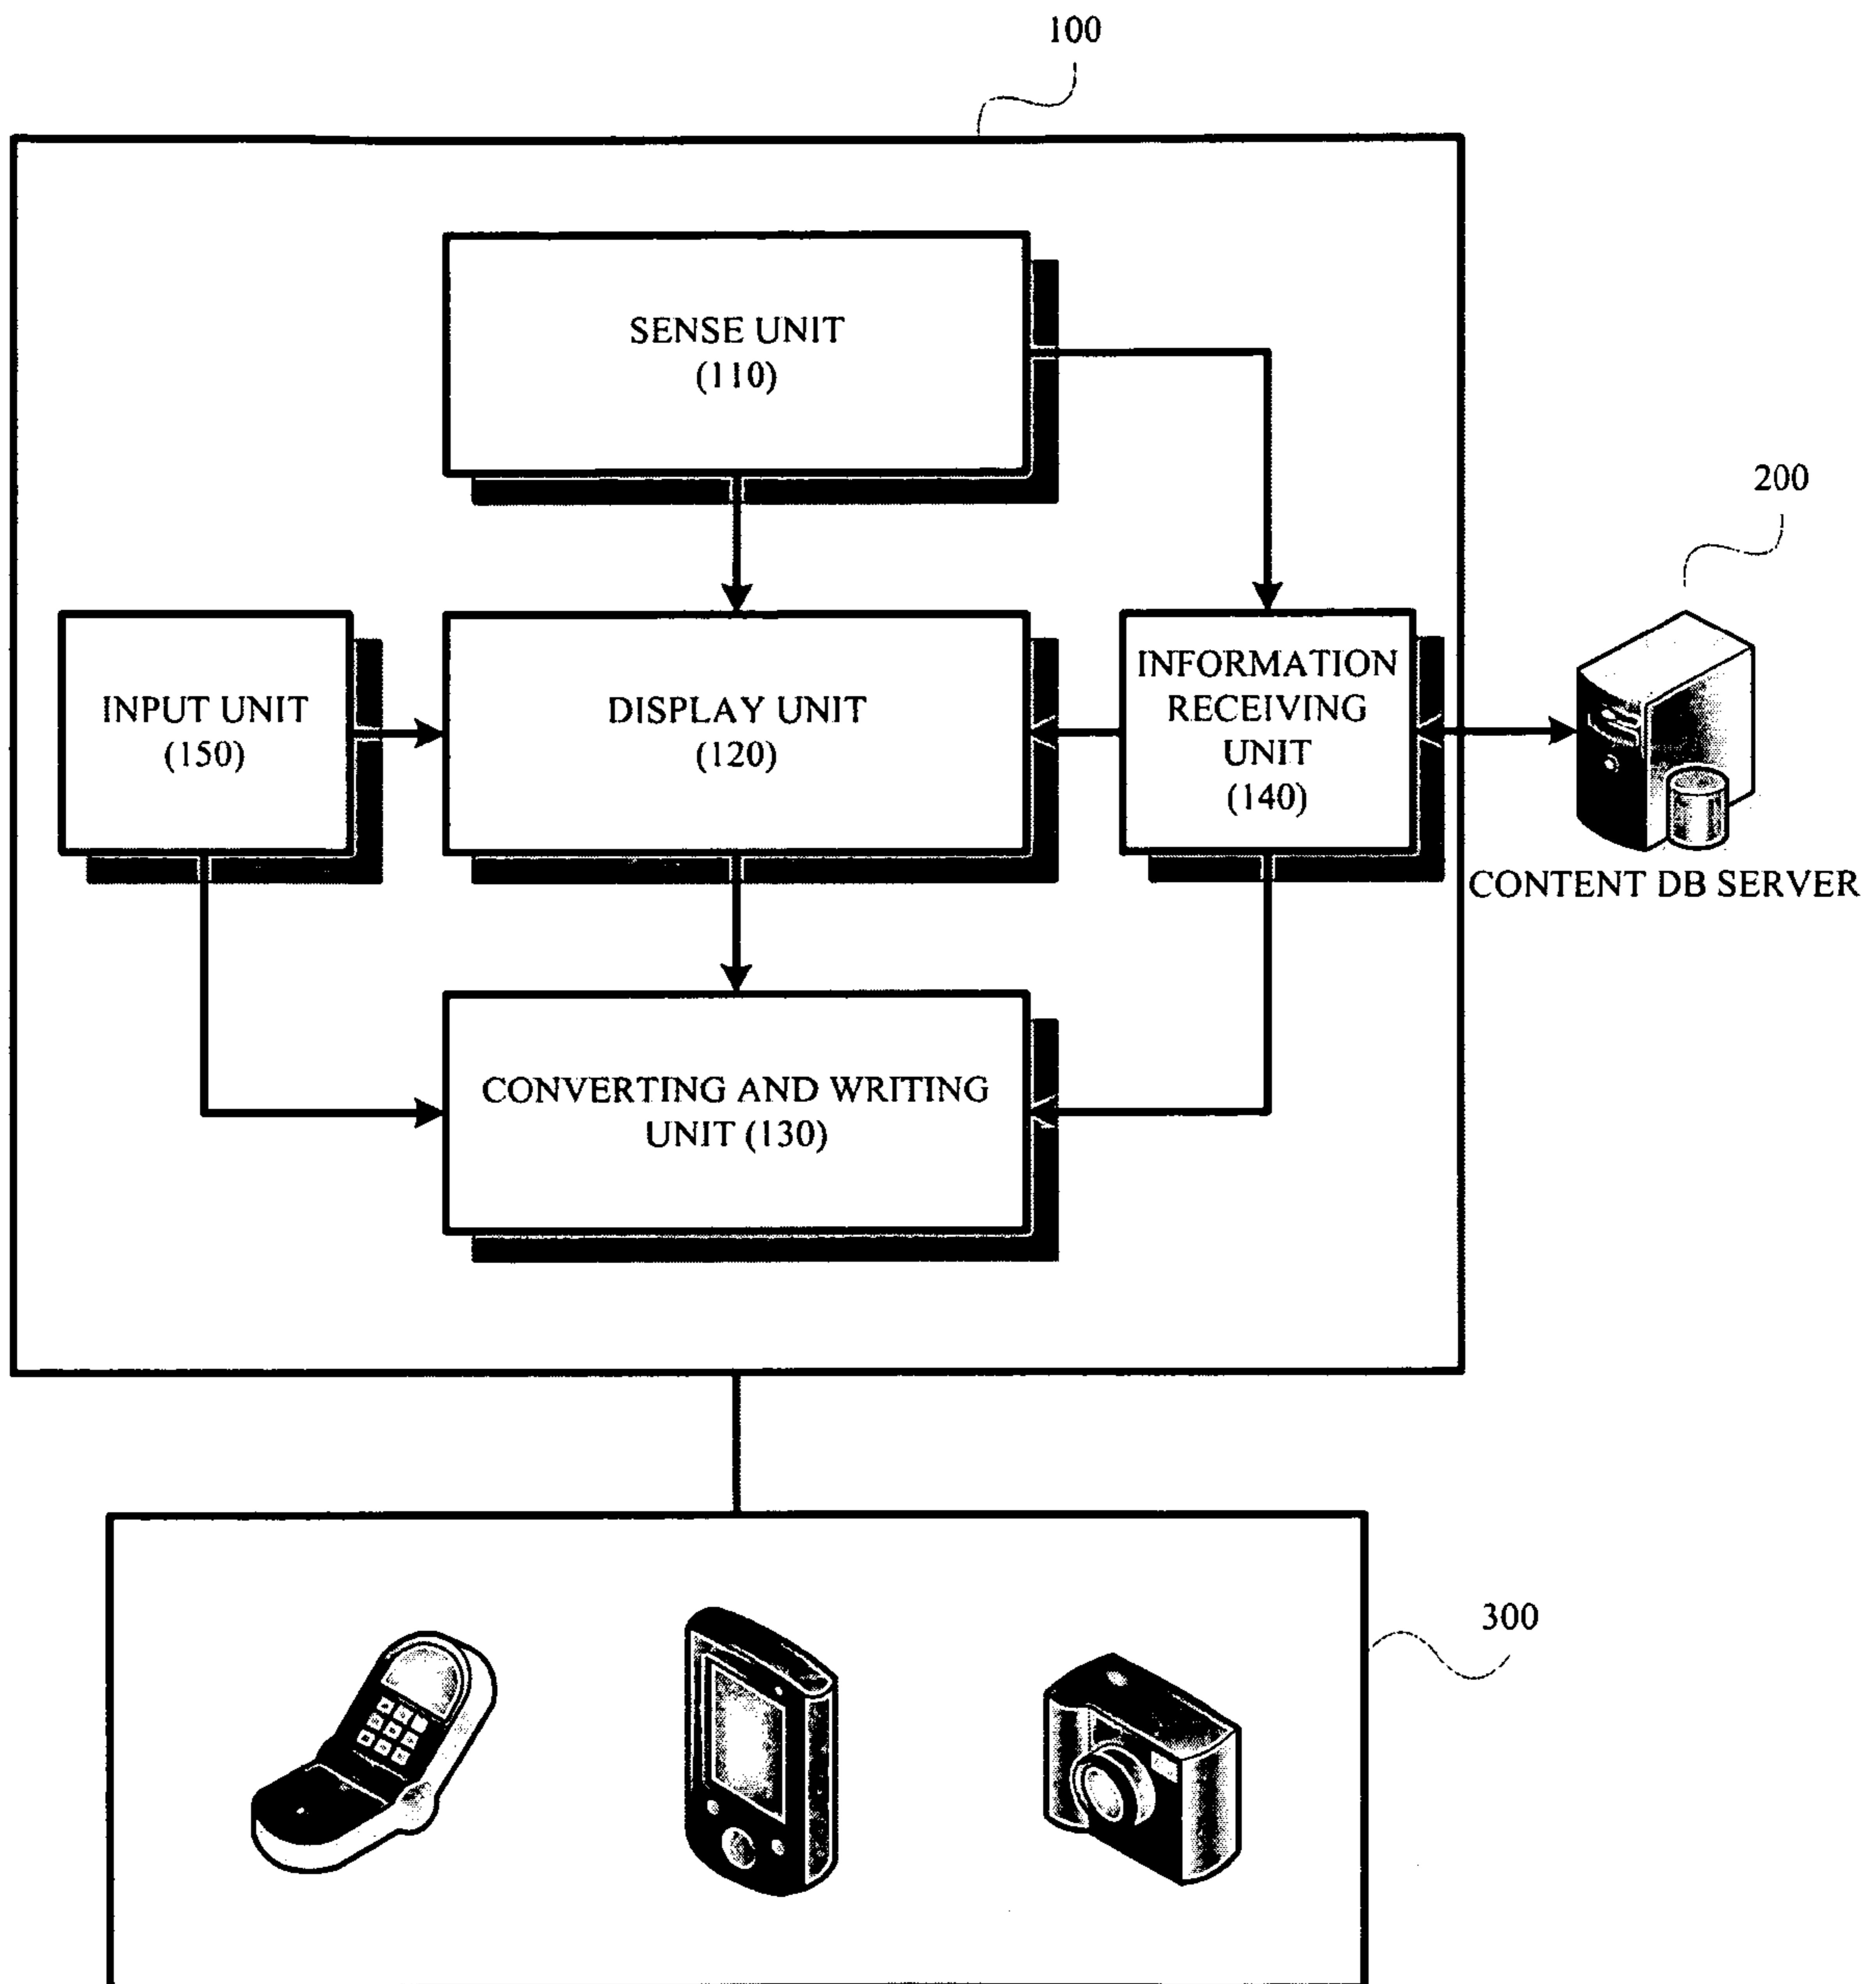 100
SENSE UNIT
(110)
200
INPUT UNIT
(150)
DISPLAY UNIT
(120)
INFORMATION
RECEIVING
UNIT
(140)
CONTENT DB SERVER
CONVERTING AND WRITING
UNIT (130)
300